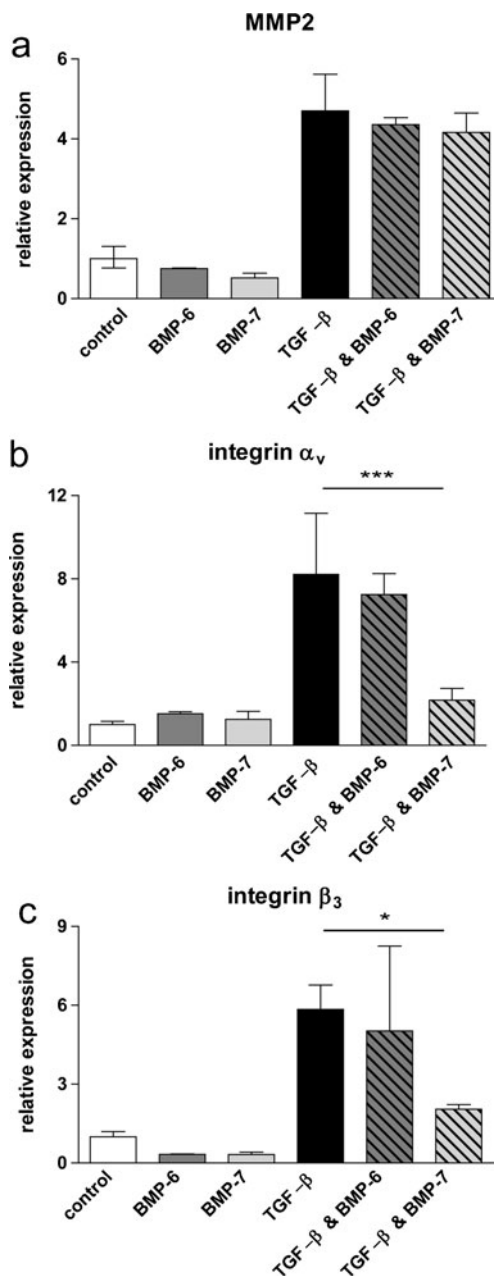 MMP2
a
relative expression
6
4
2
0
control
BMP-6
BMP-7
TGF-β
TGF-β & BMP-6
TGF-β & BMP-7
b
integrin αv
***
relative expression
12
8
4
0
control
BMP-6
BMP-7
TGF-β
TGF-β & BMP-6
TGF-β & BMP-7
c
integrin β3
*
relative expression
9
6
3
0
control
BMP-6
BMP-7
TGF-β
TGF-β & BMP-6
TGF-β & BMP-7